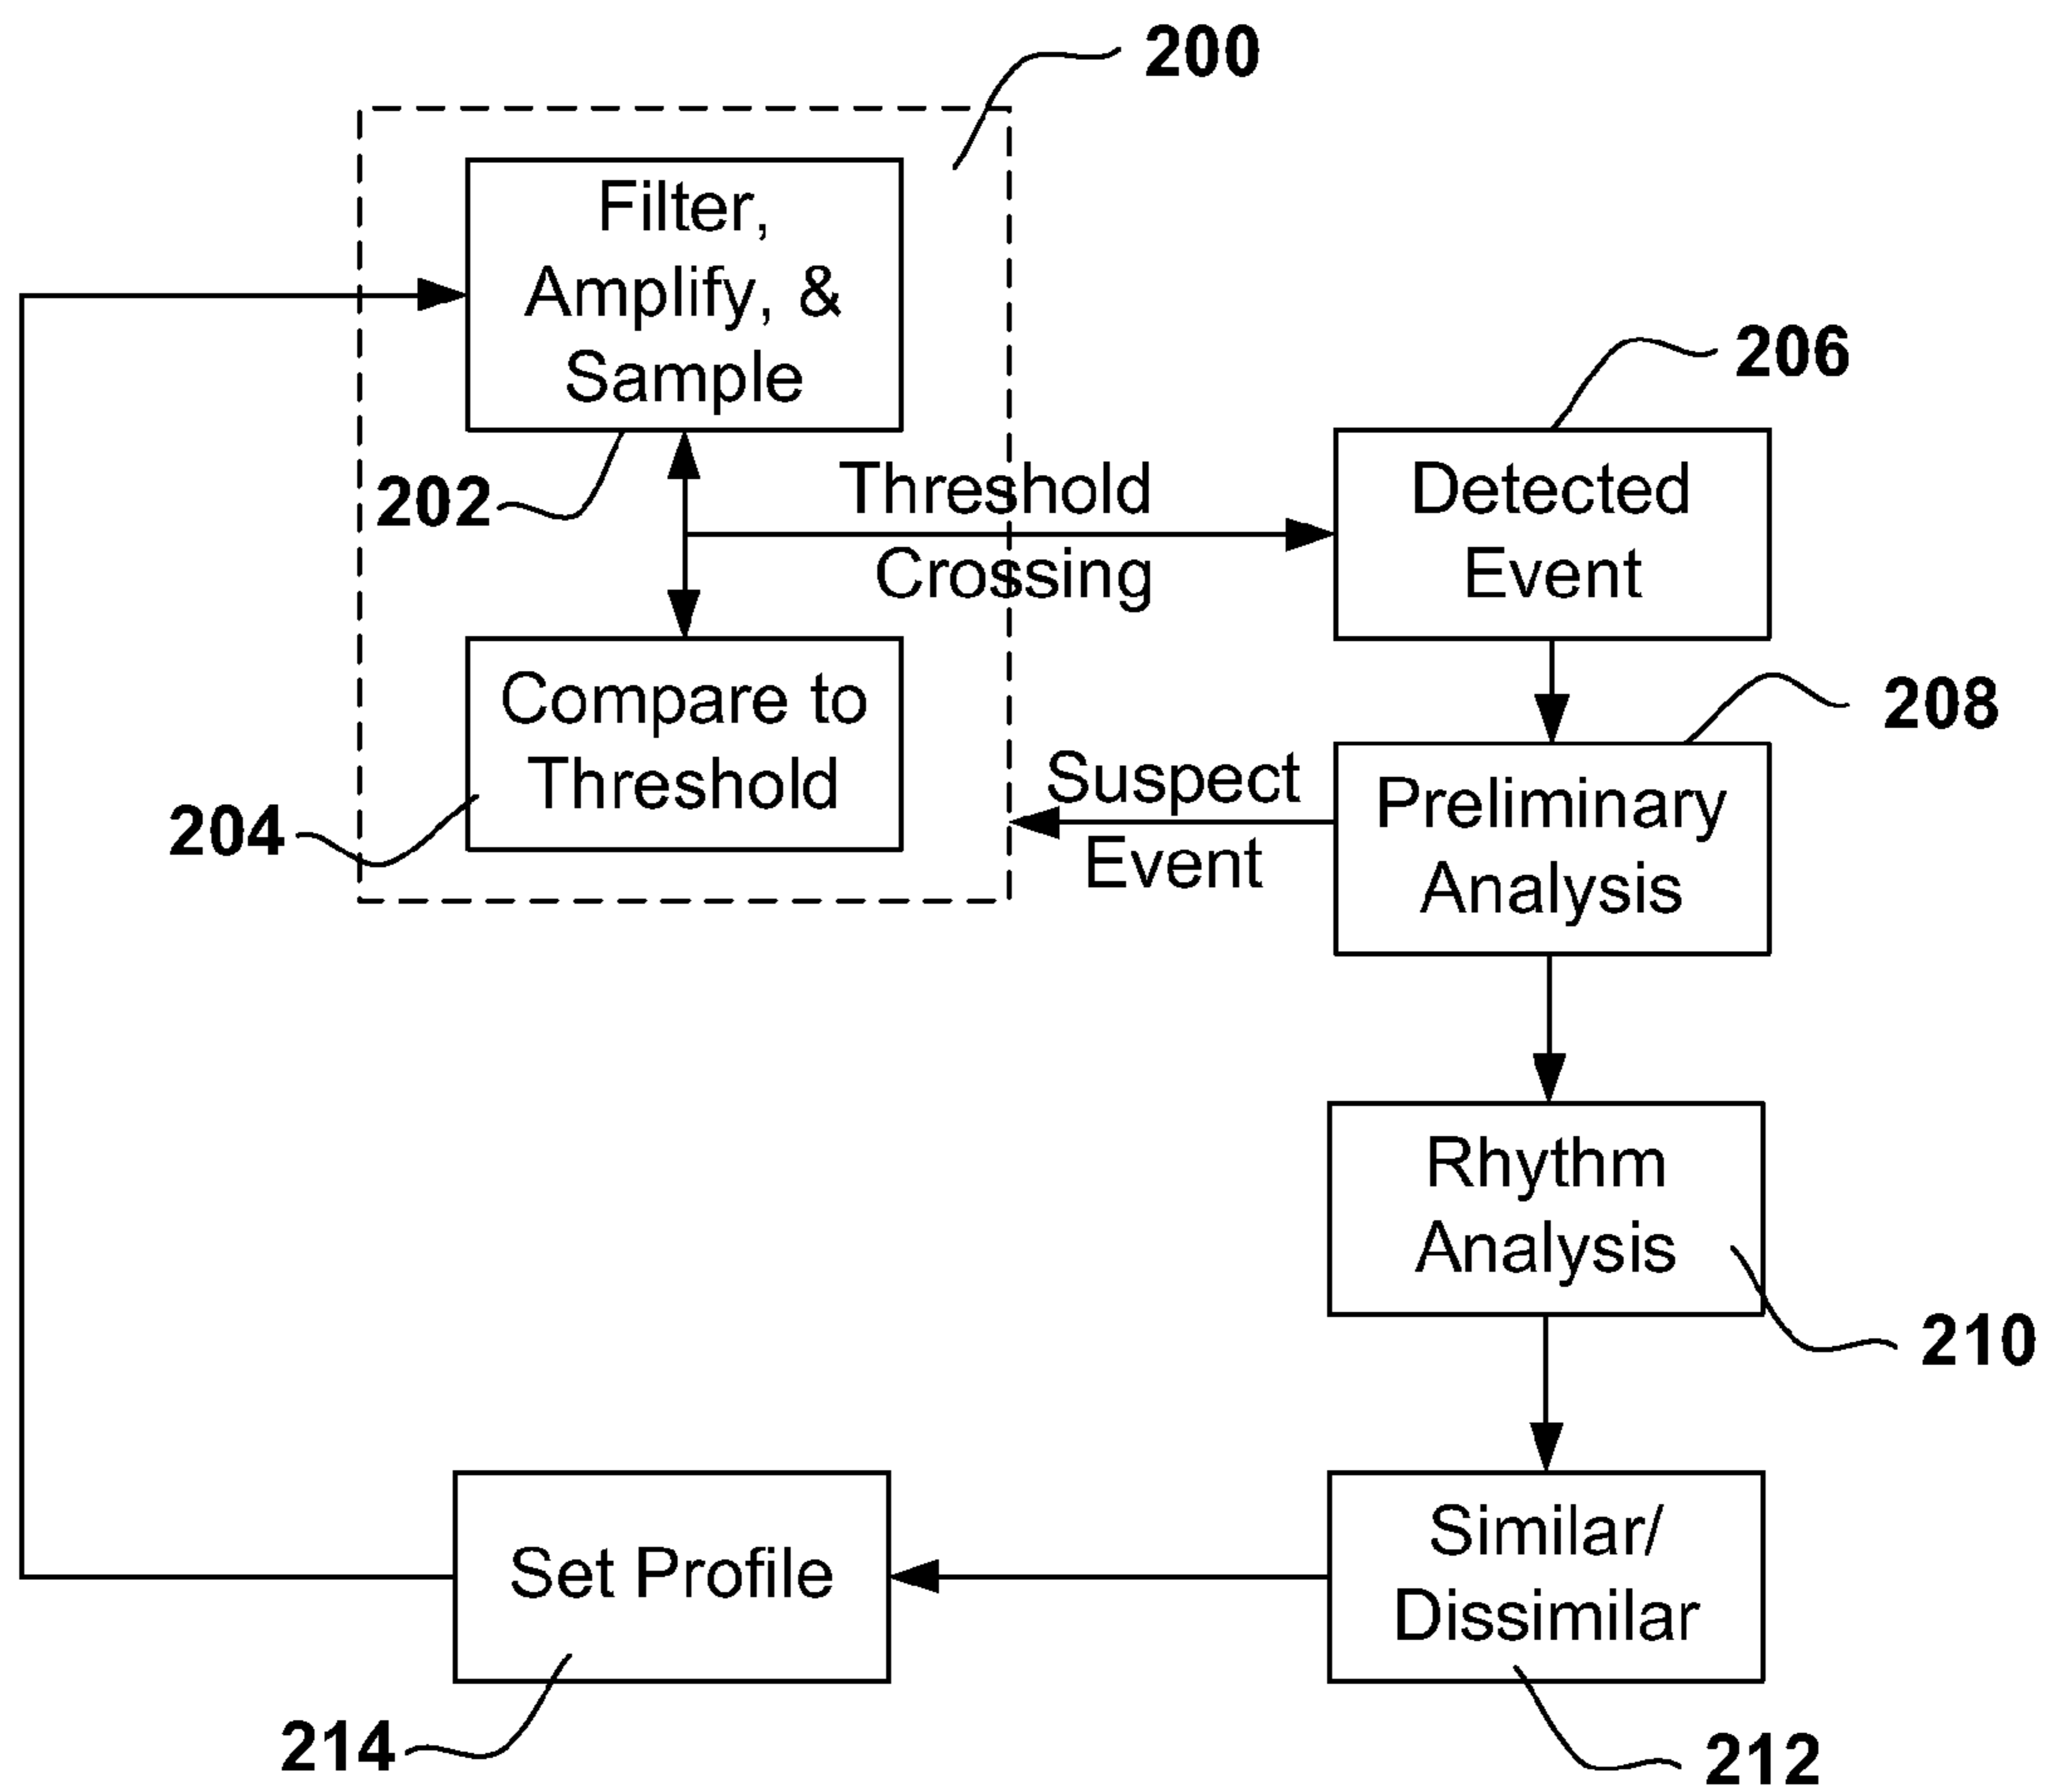 200
Filter,
Amplify, &
Sample
202
Threshold
Crossing
206
Detected
Event
Compare to
Threshold
204
Suspect
Event
208
Preliminary
Analysis
Rhythm
Analysis
210
Similar/
Dissimilar
212
Set Profile
214